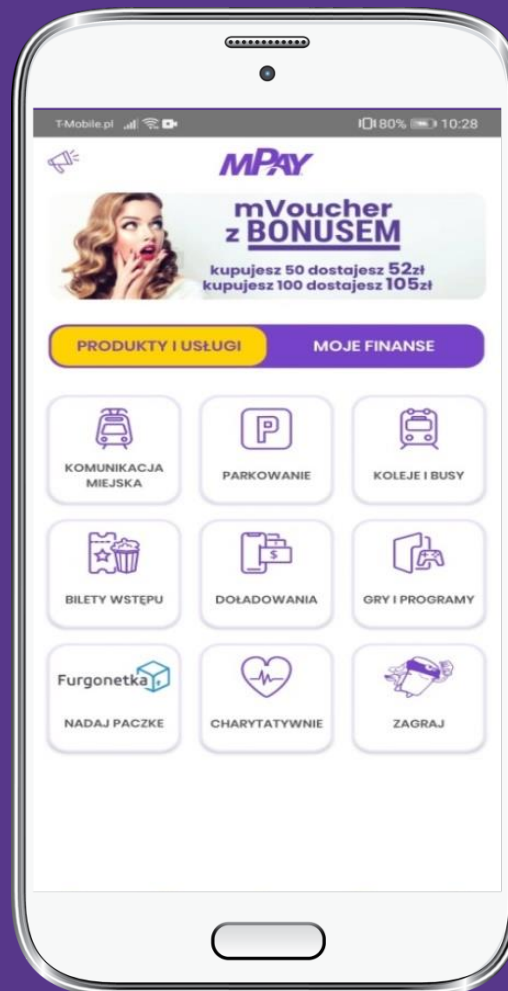 T-Mobile.pl
80% 10:28
MPAY
mVoucher
z BONUSEM
kupujesz 50 dostajesz 52zł
kupujesz 100 dostajesz 105zł
PRODUKTY I USŁUGI MOJE FINANSE
KOMUNIKACJA
MIEJSKA
PARKOWANIE
KOLEJE I BUSY
BILETY WSTĘPU
DOŁADOWANIA
GRY I PROGRAMY
Furgonetka
NADAJ PACZKE
CHARYTATYWNIE
ZAGRAJ